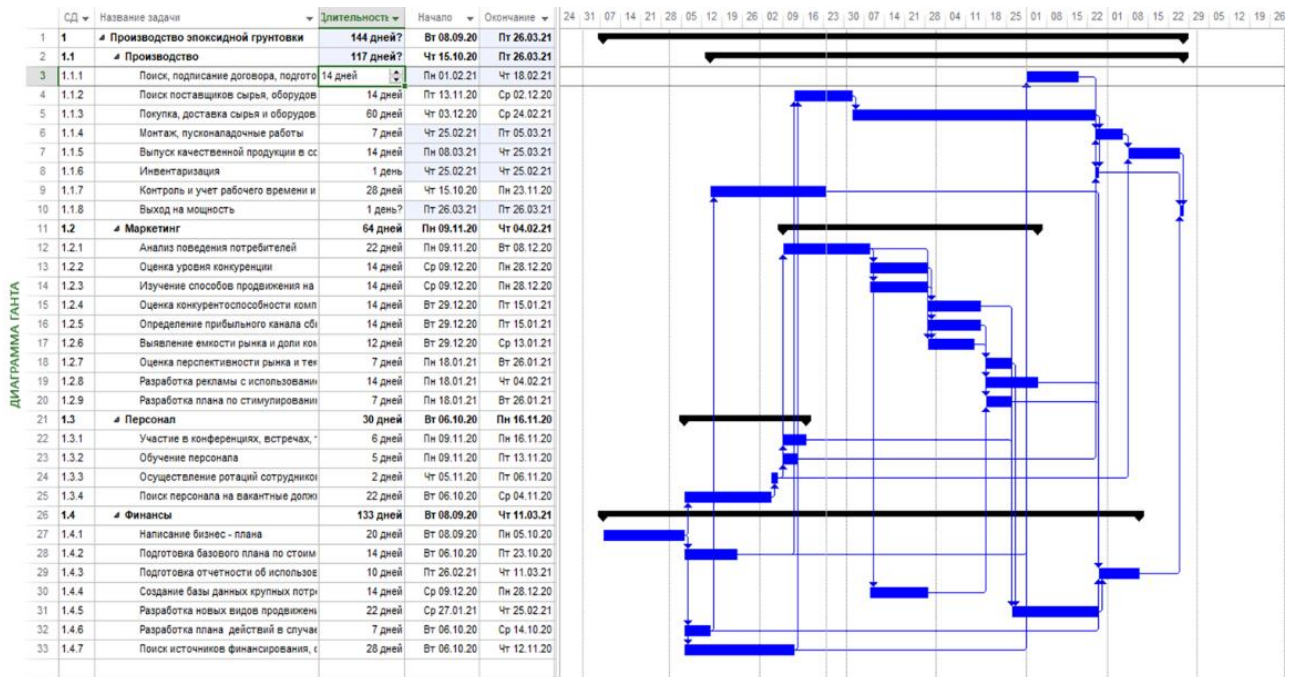 ДИАГРАММА ГАНТА
СД Название задачи Длительность Начало Окончание 24 31 07 14 21 28 05 12 19 26 02 09 16 23 30 07 14 21 28 04 11 18 25 01 08 15 22 01 08 15 22 29 05 12 19 26
1 1 Производство эпоксидной грунтовки 144 дней? Вт 08.09.20 Пт 26.03.21
2 1.1 Производство 117 дней? Чт 15.10.20 Пт 26.03.21
3 1.1.1 Поиск, подписание договора, подгото 14 дней Пн 01.02.21 Чт 18.02.21
4 1.1.2 Поиск поставщиков сырья, оборудов 14 дней Пт 13.11.20 Ср 02.12.20
5 1.1.3 Покупка, доставка сырья и оборудов 60 дней Чт 03.12.20 Ср 24.02.21
6 1.1.4 Монтаж, пусконаладочные работы 7 дней Чт 25.02.21 Пт 05.03.21
7 1.1.5 Выпуск качественной продукции в со 14 дней Пн 08.03.21 Чт 25.03.21
8 1.1.6 Инвентаризация 1 день Чт 25.02.21 Чт 25.02.21
9 1.1.7 Контроль и учет рабочего времени и 28 дней Чт 15.10.20 Пн 23.11.20
10 1.1.8 Выход на мощность 1 день? Пт 26.03.21 Пт 26.03.21
11 1.2 Маркетинг 64 дней Пн 09.11.20 Чт 04.02.21
12 1.2.1 Анализ поведения потребителей 22 дней Пн 09.11.20 Вт 08.12.20
13 1.2.2 Оценка уровня конкуренции 14 дней Ср 09.12.20 Пн 28.12.20
14 1.2.3 Изучение способов продвижения на 14 дней Ср 09.12.20 Пн 28.12.20
15 1.2.4 Оценка конкурентоспособности комп 14 дней Вт 29.12.20 Пт 15.01.21
16 1.2.5 Определение прибыльного канала сбы 14 дней Вт 29.12.20 Пт 15.01.21
17 1.2.6 Выявление емкости рынка и доли ком 12 дней Вт 29.12.20 Ср 13.01.21
18 1.2.7 Оценка перспективности рынка и тек 7 дней Пн 18.01.21 Вт 26.01.21
19 1.2.8 Разработка рекламы с использовани 14 дней Пн 18.01.21 Чт 04.02.21
20 1.2.9 Разработка плана по стимулировани 7 дней Пн 18.01.21 Вт 26.01.21
21 1.3 Персонал 30 дней Вт 06.10.20 Пн 16.11.20
22 1.3.1 Участие в конференциях, встречах, 6 дней Пн 09.11.20 Пн 16.11.20
23 1.3.2 Обучение персонала 5 дней Пн 09.11.20 Пт 13.11.20
24 1.3.3 Осуществление ротаций сотруднико 2 дней Чт 05.11.20 Пт 06.11.20
25 1.3.4 Поиск персонала на вакантные должн 22 дней Вт 06.10.20 Ср 04.11.20
26 1.4 Финансы 133 дней Вт 08.09.20 Чт 11.03.21
27 1.4.1 Написание бизнес - плана 20 дней Вт 08.09.20 Пн 05.10.20
28 1.4.2 Подготовка базового плана по стоим 14 дней Вт 06.10.20 Пт 23.10.20
29 1.4.3 Подготовка отчетности об использов 10 дней Пт 26.02.21 Чт 11.03.21
30 1.4.4 Создание базы данных крупных потр 14 дней Ср 09.12.20 Пн 28.12.20
31 1.4.5 Разработка новых видов продвижен 22 дней Ср 27.01.21 Чт 25.02.21
32 1.4.6 Разработка плана действий в случае 7 дней Вт 06.10.20 Ср 14.10.20
33 1.4.7 Поиск источников финансирования, с 28 дней Вт 06.10.20 Чт 12.11.20